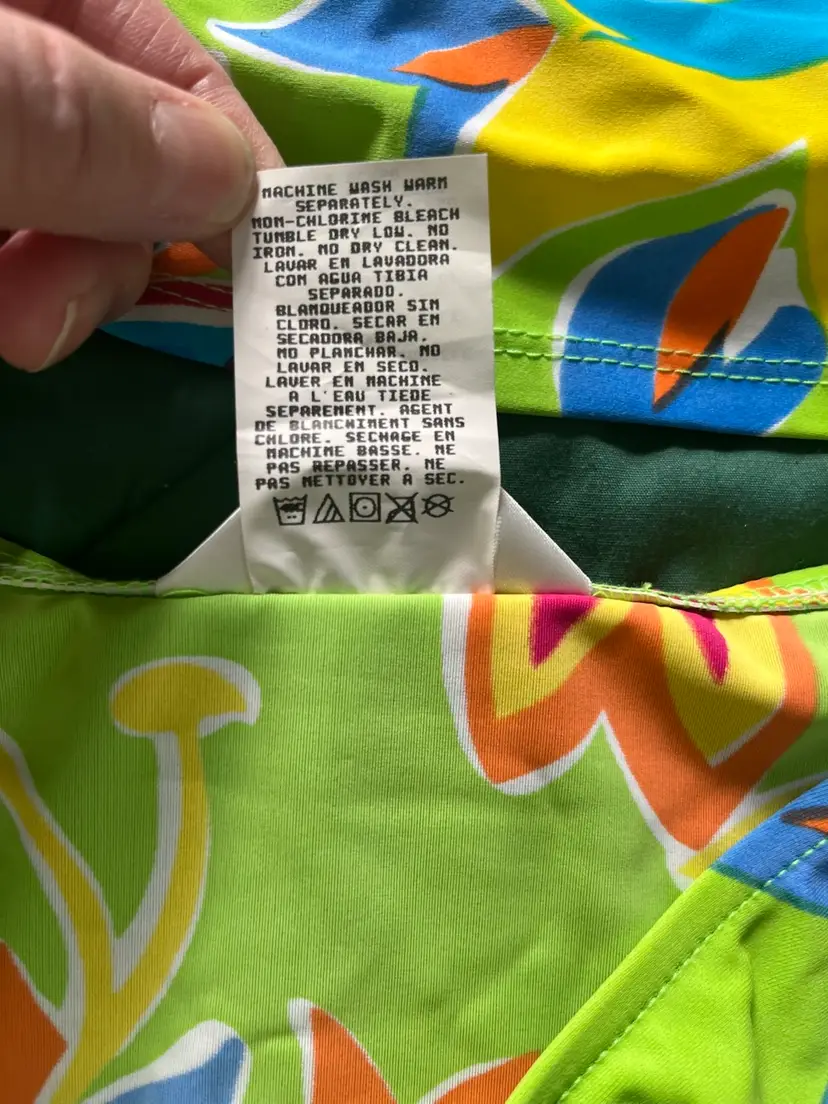 MACHINE WASH WARM
SEPARATELY.
NON-CHLORINE BLEACH
TUMBLE DRY LOW. NO
IRON. NO DRY CLEAN.
LAVAR EN LAVADORA
CON AGUA TIBIA
SEPARADO.
BLANQUEADOR SIN
CLORO. SECAR EN
SECADORA BAJA.
NO PLANCHAR. NO
LAVAR EN SECO.
LAVER EN MACHINE
A L'EAU TIEDE
SEPAREMENT. AGENT
DE BLANCHIMENT SANS
CHLORE. SECHAGE EN
MACHINE BASSE. NE
PAS REPASSER. NE
PAS NETTOYER A SEC.